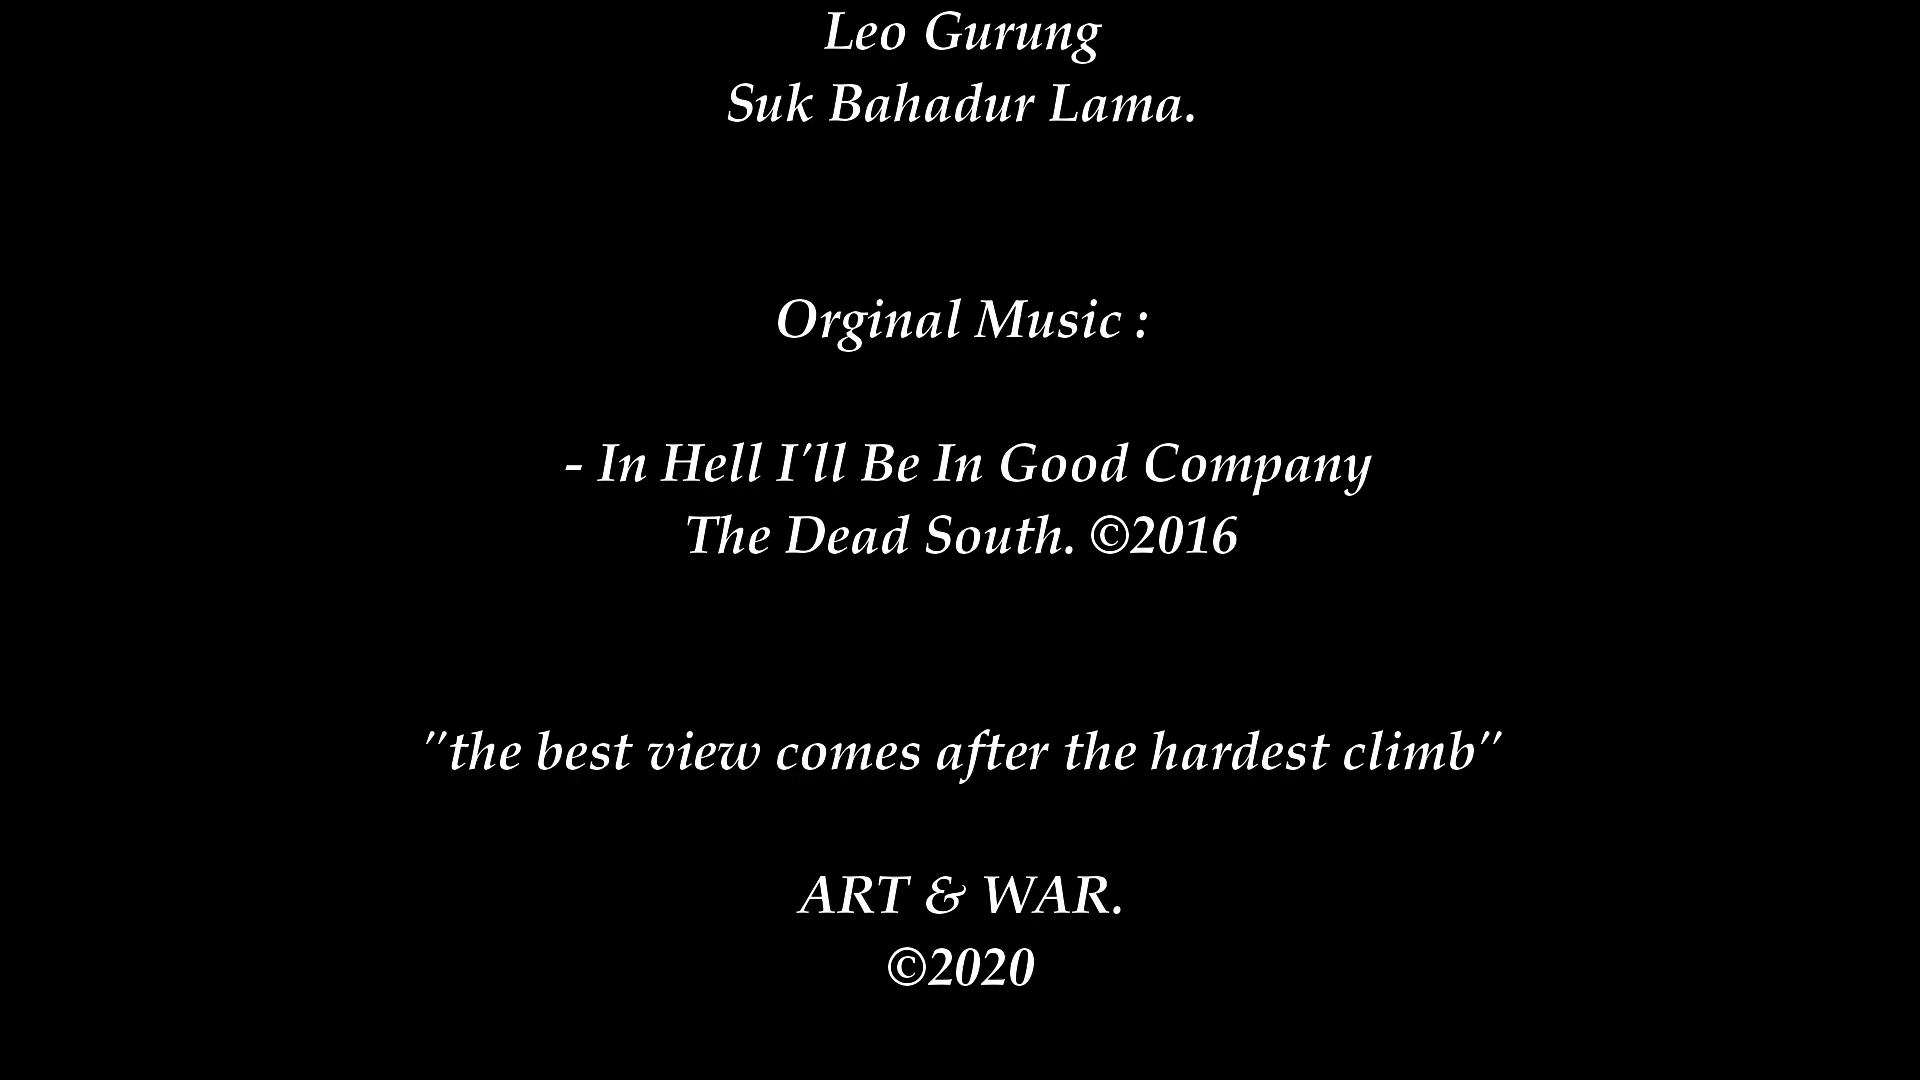 Leo Gurung
Suk Bahadur Lama.
Orginal Music :
- In Hell I'll Be In Good Company
The Dead South. ©2016
"the best view comes after the hardest climb"
ART & WAR.
©2020